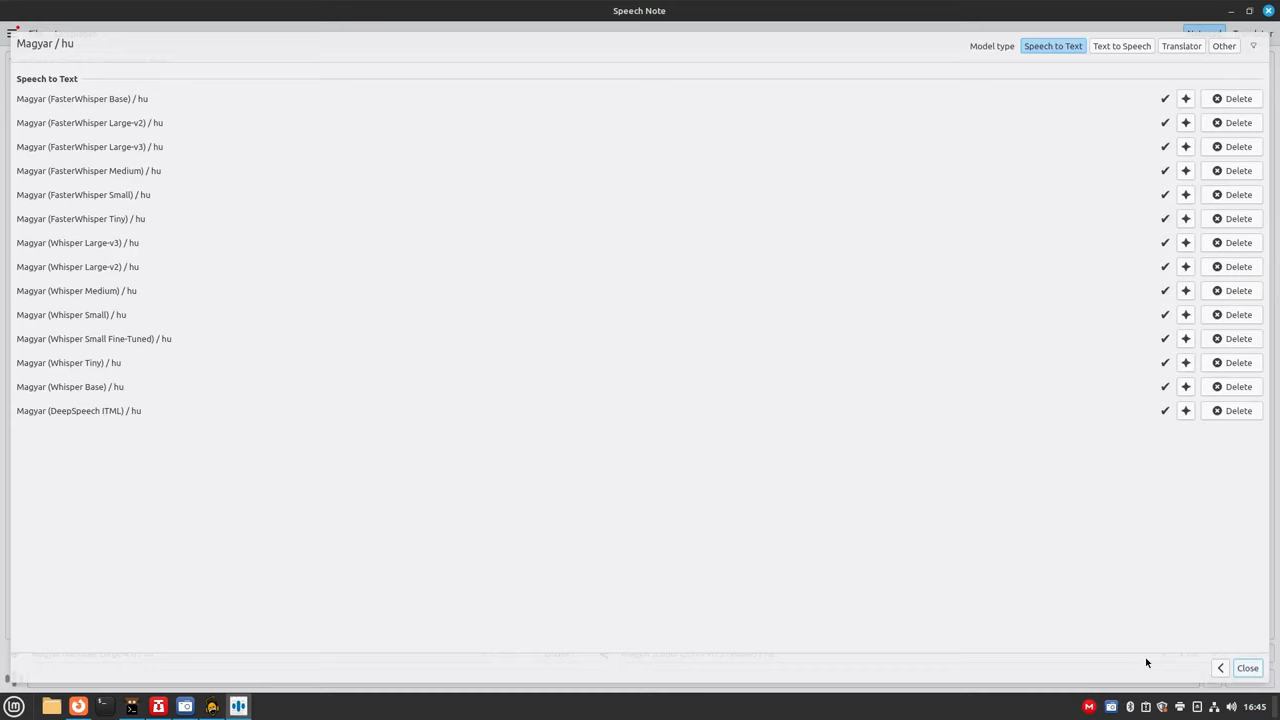 Speech Note
Magyar / hu
Model type
Speech to Text
Text to Speech
Translator
Other
Speech to Text
Magyar (FasterWhisper Base) / hu
Delete
Magyar (FasterWhisper Large-v2) / hu
Delete
Magyar (FasterWhisper Large-v3) / hu
Delete
Magyar (FasterWhisper Medium) / hu
Delete
Magyar (FasterWhisper Small) / hu
Delete
Magyar (FasterWhisper Tiny) / hu
Delete
Magyar (Whisper Large-v3) / hu
Delete
Magyar (Whisper Large-v2) / hu
Delete
Magyar (Whisper Medium) / hu
Delete
Magyar (Whisper Small) / hu
Delete
Magyar (Whisper Small Fine-Tuned) / hu
Delete
Magyar (Whisper Tiny) / hu
Delete
Magyar (Whisper Base) / hu
Delete
Magyar (DeepSpeech ITML) / hu
Delete
Close
16:45